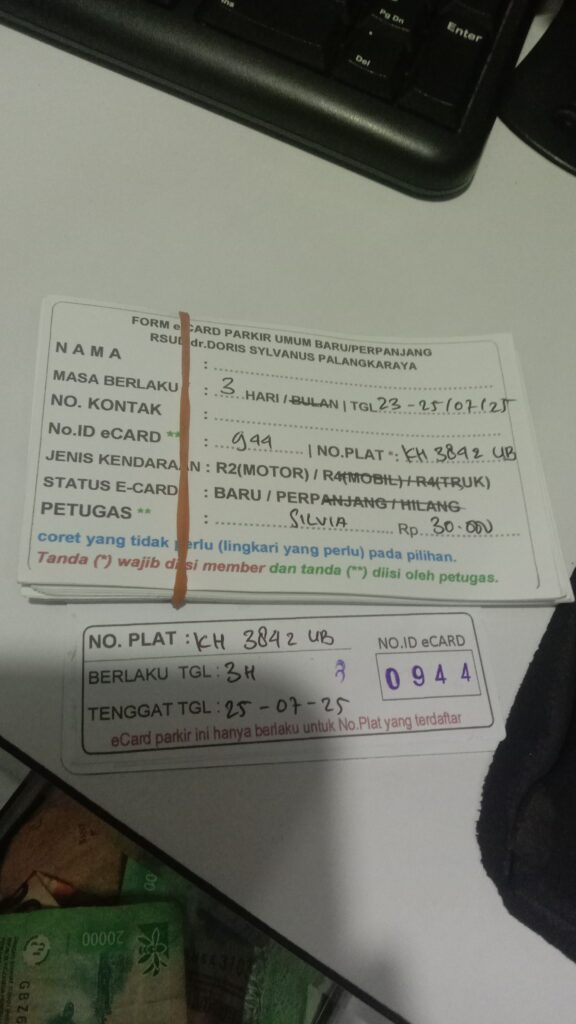 Ins
Pg Dn
Enter
.
Del
FORM eCARD PARKIR UMUM BARU/PERPANJANG
RSUD dr.DORIS SYLVANUS PALANGKARAYA
NAMA :
MASA BERLAKU : 3 HARI / BULAN | TGL 23 - 25/07/25
NO. KONTAK :
No.ID eCARD ** : 944 | NO.PLAT *: KH 3842 UB
JENIS KENDARAAN : R2(MOTOR) / R4(MOBIL) / R4(TRUK)
STATUS E-CARD : BARU / PERPANJANG / HILANG
PETUGAS ** : SILVIA Rp. 30.000
coret yang tidak perlu (lingkari yang perlu) pada pilihan.
Tanda (*) wajib diisi member dan tanda (**) diisi oleh petugas.
NO. PLAT : KH 3842 UB
NO.ID eCARD
BERLAKU TGL : 3H
0944
TENGGAT TGL : 25-07-25
eCard parkir ini hanya berlaku untuk No.Plat yang terdaftar
20000